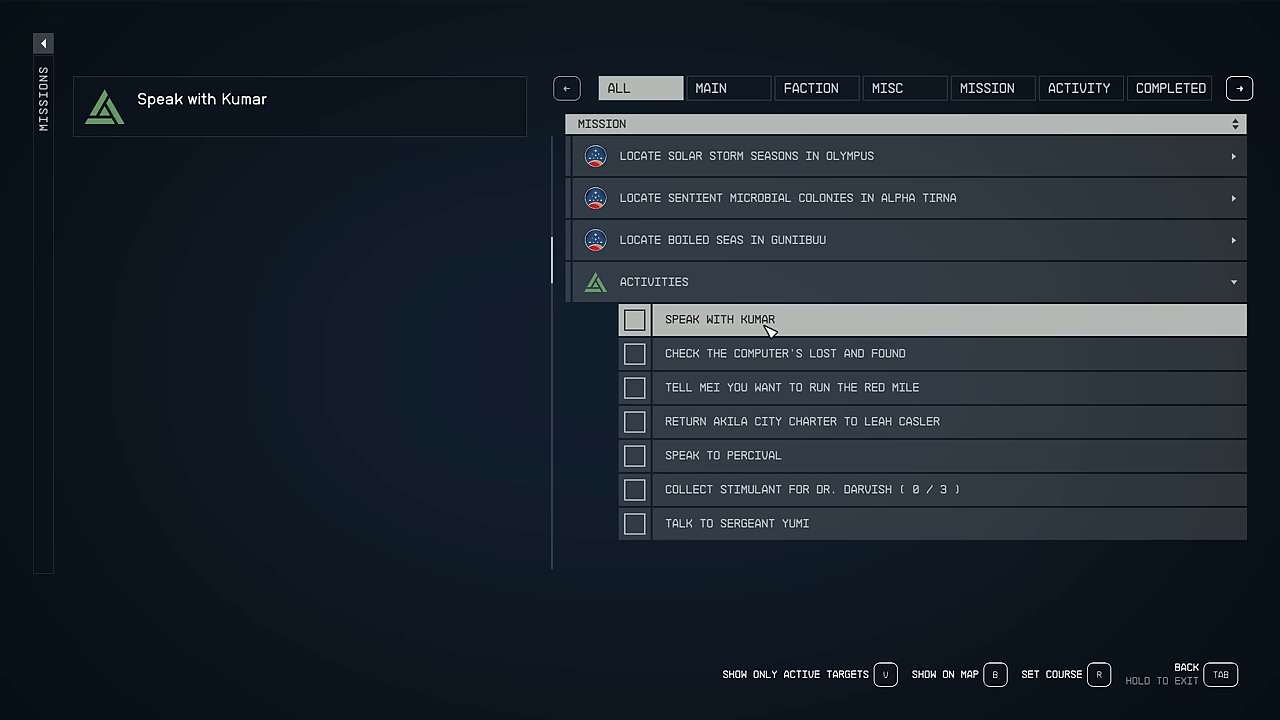 MISSIONS
Speak with Kumar
ALL
MAIN
FACTION
MISC
MISSION
ACTIVITY
COMPLETED
MISSION
LOCATE SOLAR STORM SEASONS IN OLYMPUS
LOCATE SENTIENT MICROBIAL COLONIES IN ALPHA TIRNA
LOCATE BOILED SEAS IN GUNIIBUU
ACTIVITIES
SPEAK WITH KUMAR
CHECK THE COMPUTER'S LOST AND FOUND
TELL MEI YOU WANT TO RUN THE RED MILE
RETURN AKILA CITY CHARTER TO LEAH CASLER
SPEAK TO PERCIVAL
COLLECT STIMULANT FOR DR. DARVISH ( 0 / 3 )
TALK TO SERGEANT YUMI
SHOW ONLY ACTIVE TARGETS V
SHOW ON MAP B
SET COURSE R
BACK
HOLD TO EXIT
TAB